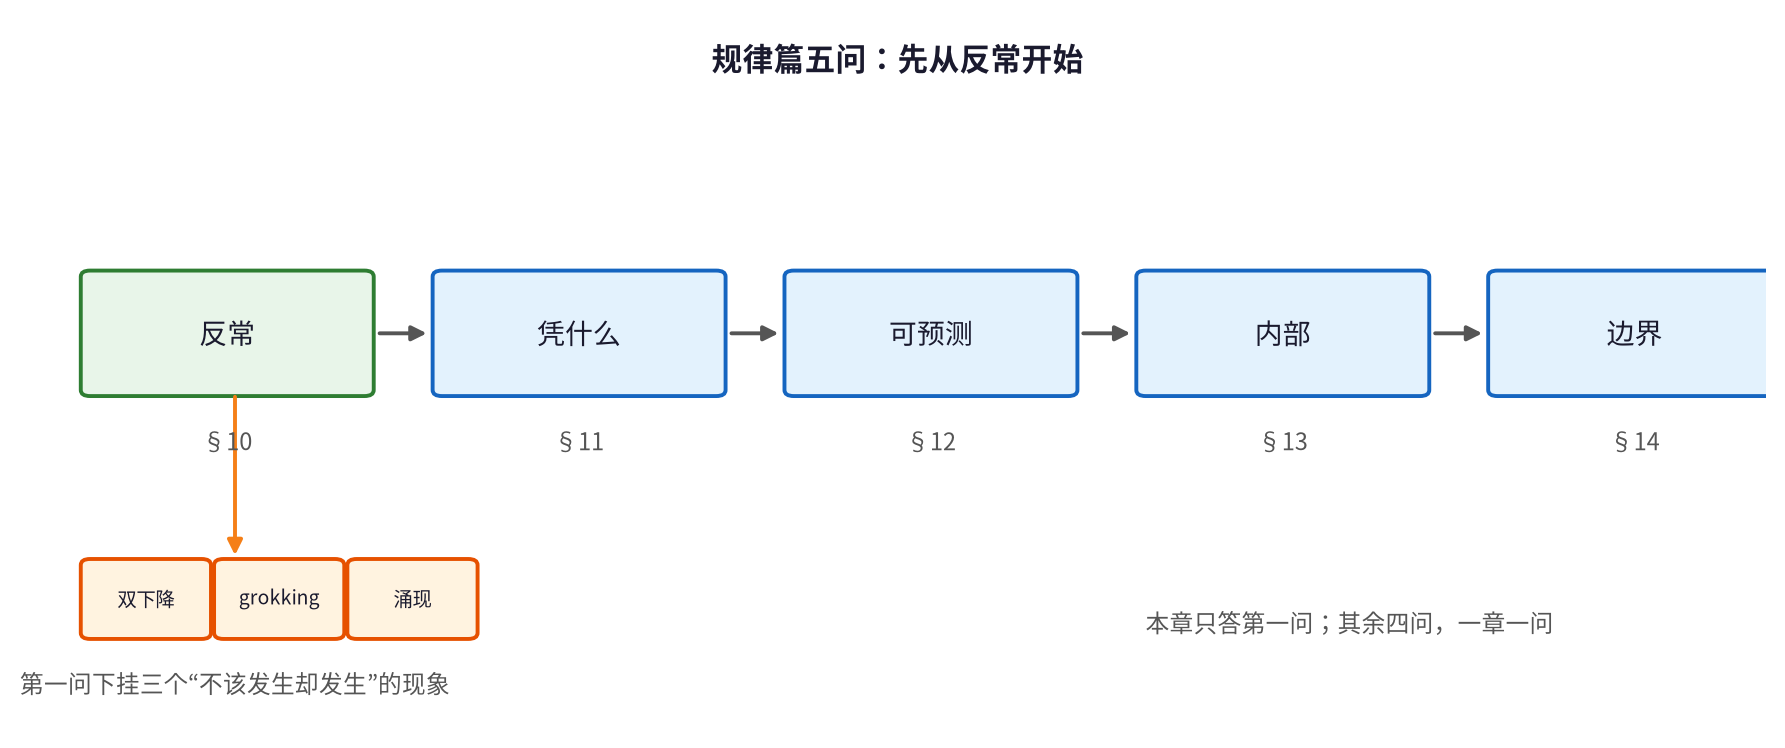 规律篇五问：先从反常开始
反常
凭什么
可预测
内部
边界
§10
§11
§12
§13
§14
双下降
grokking
涌现
本章只答第一问；其余四问，一章一问
第一问下挂三个“不该发生却发生”的现象